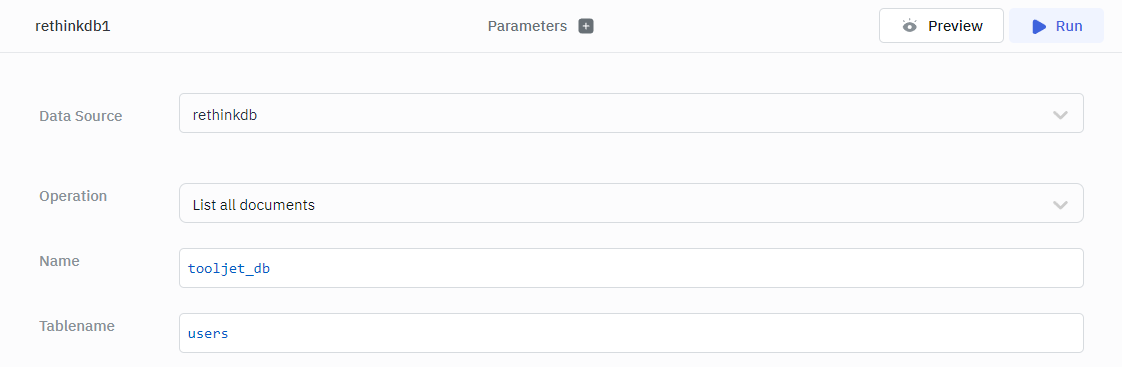 rethinkdb1 Parameters Preview Run
Data Source rethinkdb
Operation List all documents
Name tooljet_db
Tablename users